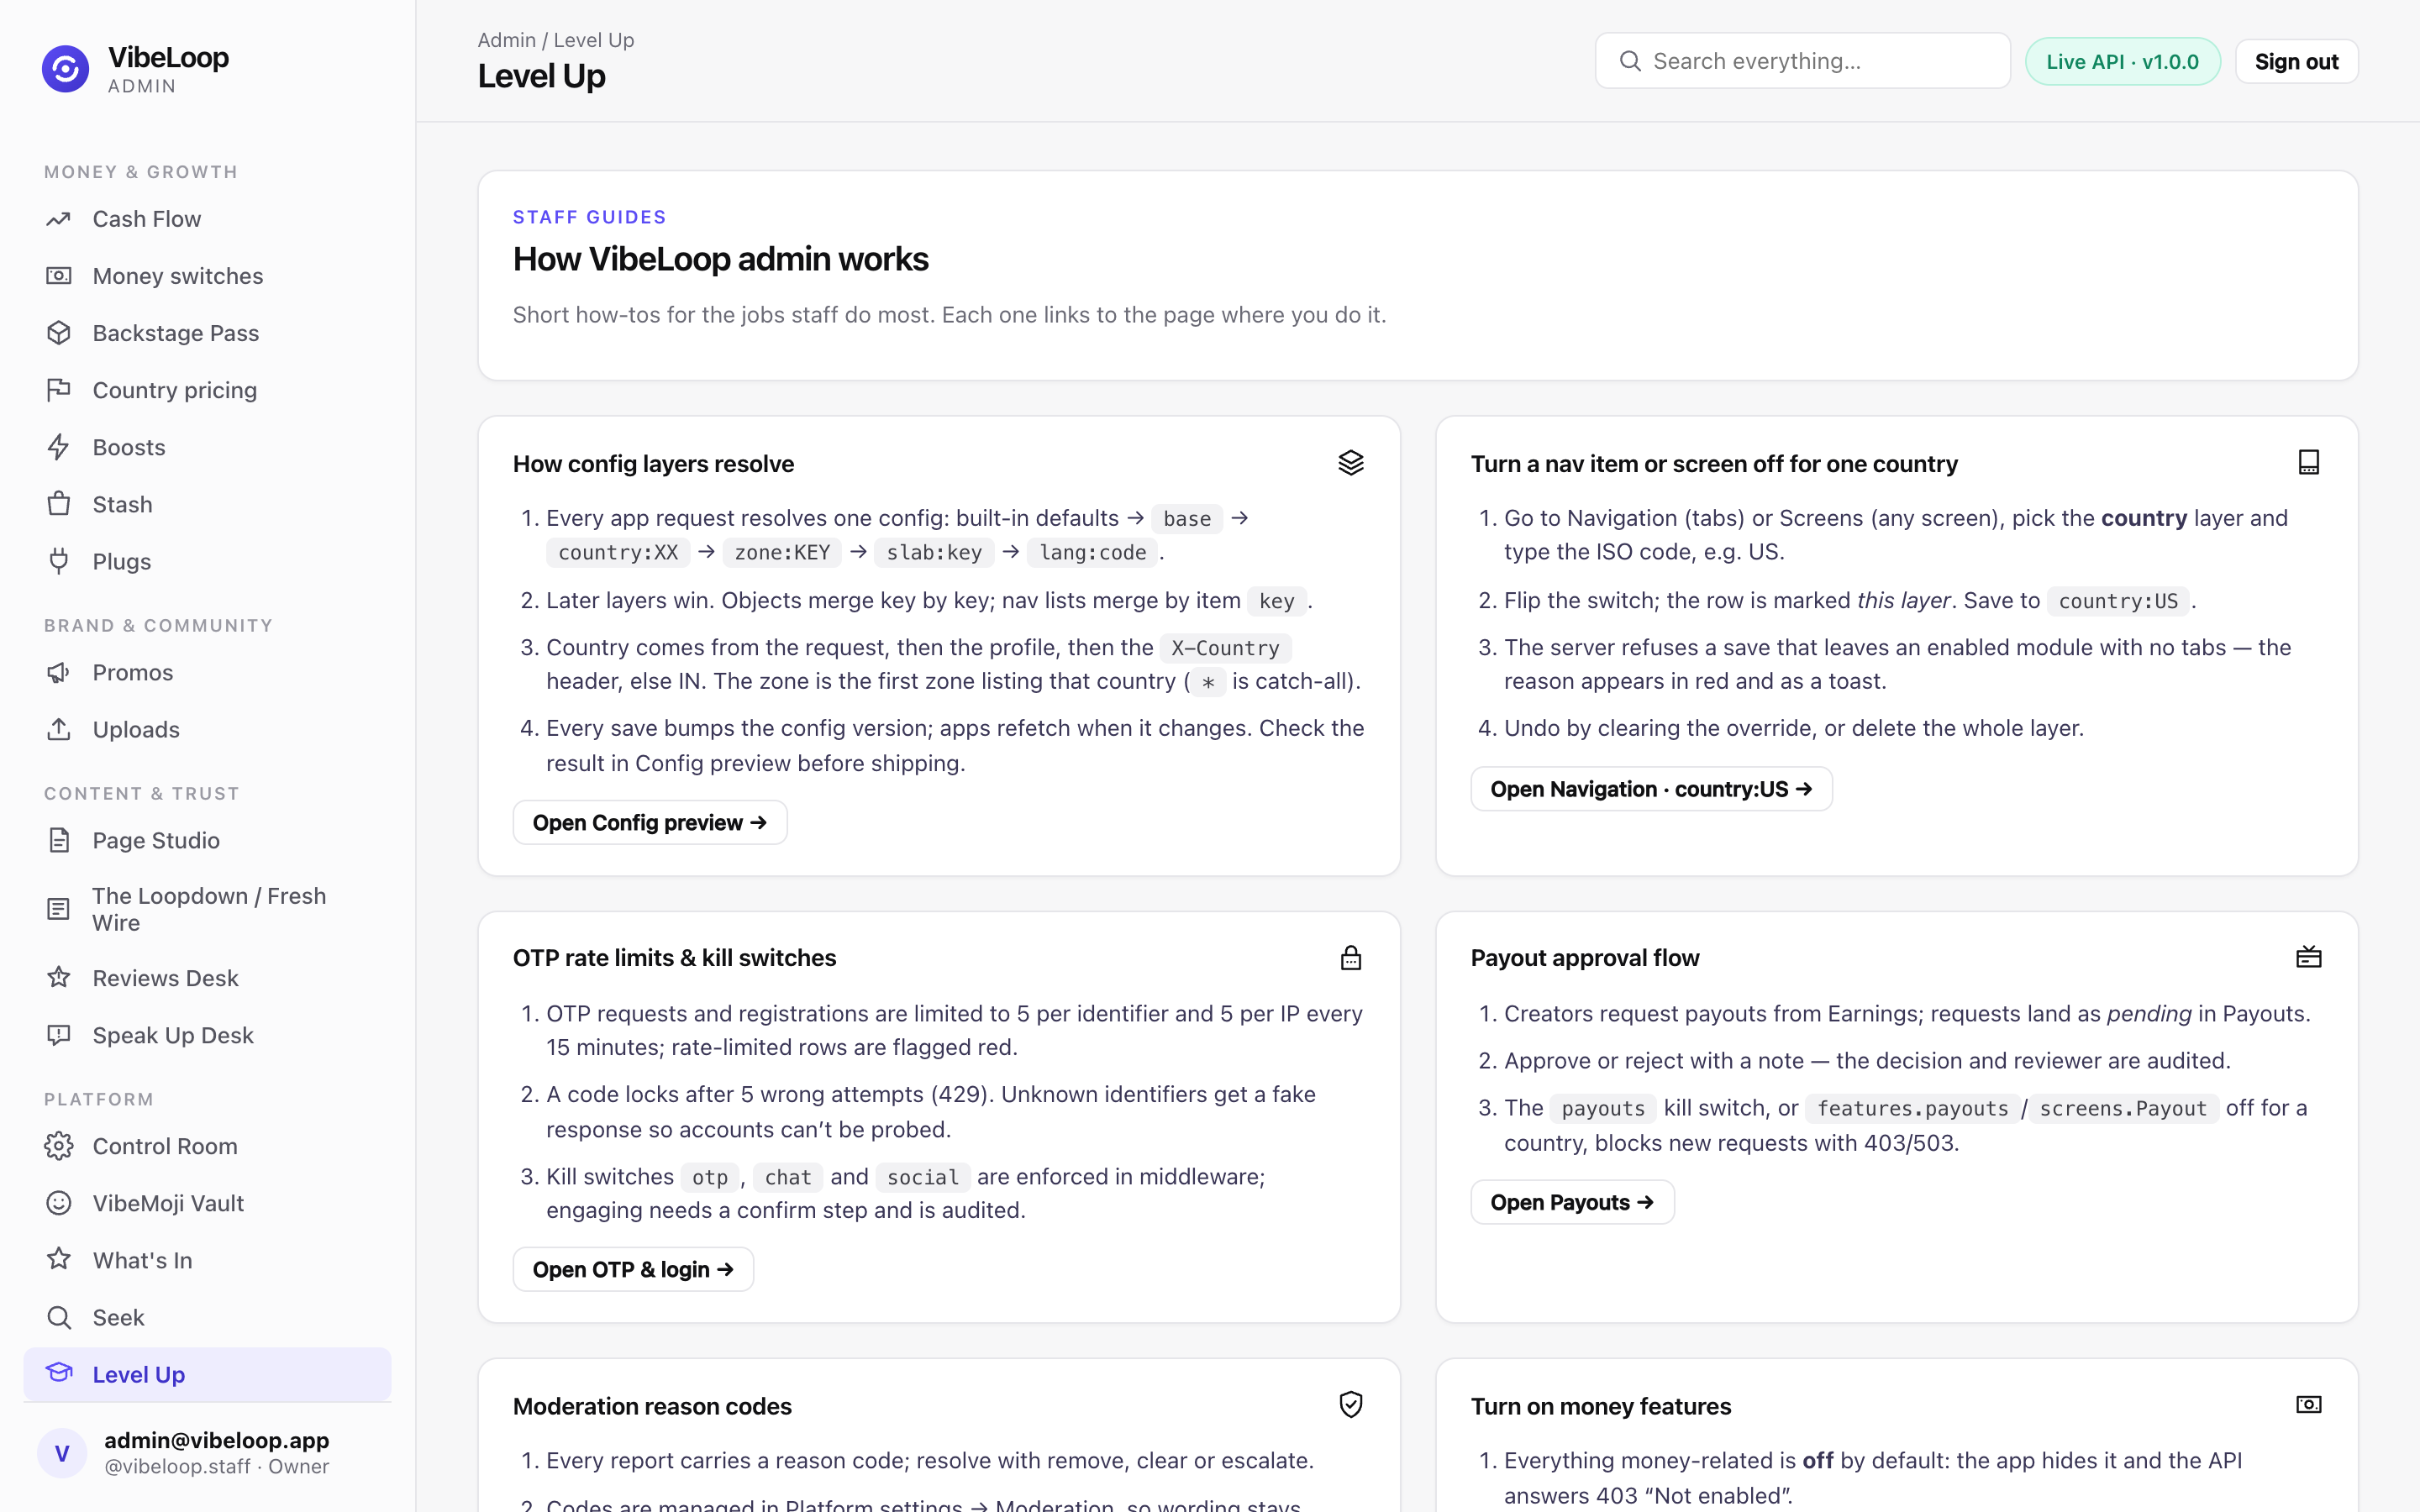 VibeLoop
ADMIN
MONEY & GROWTH
Cash Flow
Money switches
Backstage Pass
Country pricing
Boosts
Stash
Plugs
BRAND & COMMUNITY
Promos
Uploads
CONTENT & TRUST
Page Studio
The Loopdown / Fresh
Wire
Reviews Desk
Speak Up Desk
PLATFORM
Control Room
VibeMoji Vault
What's In
Seek
Level Up
V
admin@vibeloop.app
@vibeloop.staff · Owner
Admin / Level Up
Level Up
Search everything...
Live API · v1.0.0
Sign out
STAFF GUIDES
How VibeLoop admin works
Short how-tos for the jobs staff do most. Each one links to the page where you do it.
How config layers resolve
1. Every app request resolves one config: built-in defaults → base →
country:XX → zone:KEY → slab:key → lang:code.
2. Later layers win. Objects merge key by key; nav lists merge by item key.
3. Country comes from the request, then the profile, then the X-Country
header, else IN. The zone is the first zone listing that country (* is catch-all).
4. Every save bumps the config version; apps refetch when it changes. Check the
result in Config preview before shipping.
Open Config preview →
Turn a nav item or screen off for one country
1. Go to Navigation (tabs) or Screens (any screen), pick the country layer and
type the ISO code, e.g. US.
2. Flip the switch; the row is marked this layer. Save to country:US.
3. The server refuses a save that leaves an enabled module with no tabs — the
reason appears in red and as a toast.
4. Undo by clearing the override, or delete the whole layer.
Open Navigation · country:US →
OTP rate limits & kill switches
1. OTP requests and registrations are limited to 5 per identifier and 5 per IP every
15 minutes; rate-limited rows are flagged red.
2. A code locks after 5 wrong attempts (429). Unknown identifiers get a fake
response so accounts can’t be probed.
3. Kill switches otp, chat and social are enforced in middleware;
engaging needs a confirm step and is audited.
Open OTP & login →
Payout approval flow
1. Creators request payouts from Earnings; requests land as pending in Payouts.
2. Approve or reject with a note — the decision and reviewer are audited.
3. The payouts kill switch, or features.payouts/screens.Payout off for a
country, blocks new requests with 403/503.
Open Payouts →
Moderation reason codes
1. Every report carries a reason code; resolve with remove, clear or escalate.
2. Codes are managed in Platform settings → Moderation, so wording stays
Turn on money features
1. Everything money-related is off by default: the app hides it and the API
answers 403 “Not enabled”.